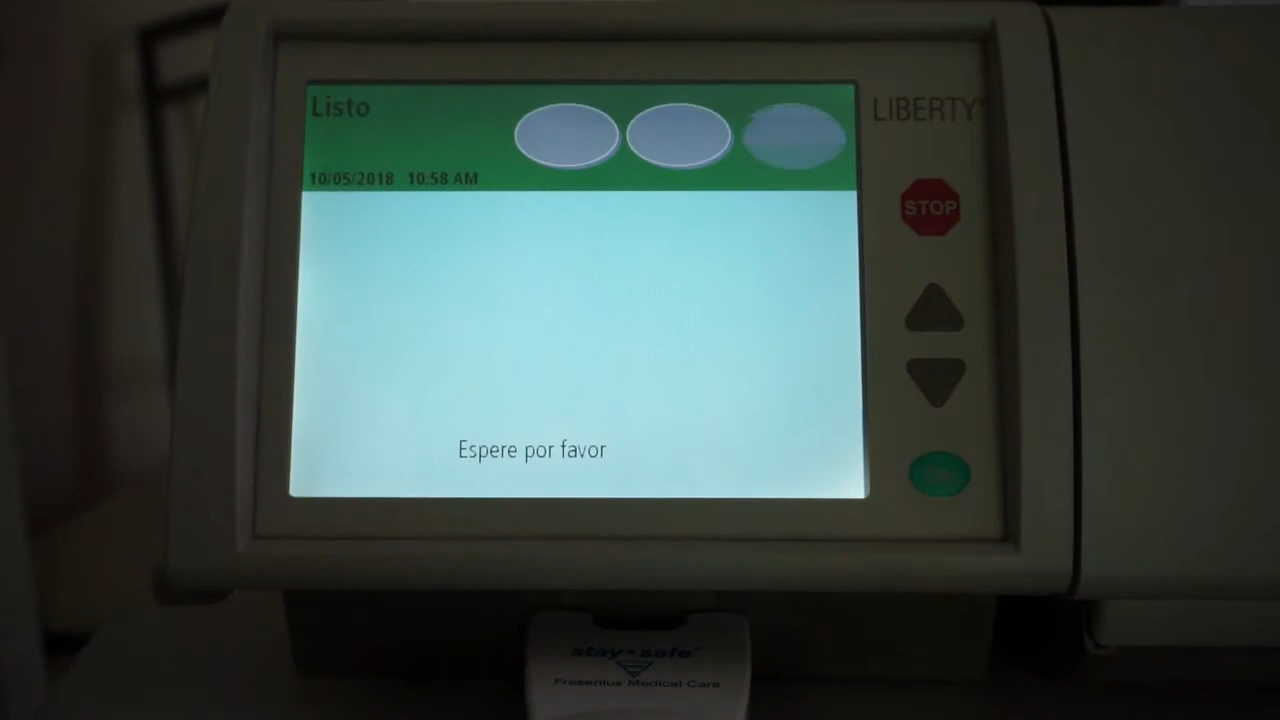 Listo
10/05/2018 10:58 AM
LIBERTY
STOP
Espere por favor
stay•safe®
Fresenius Medical Care